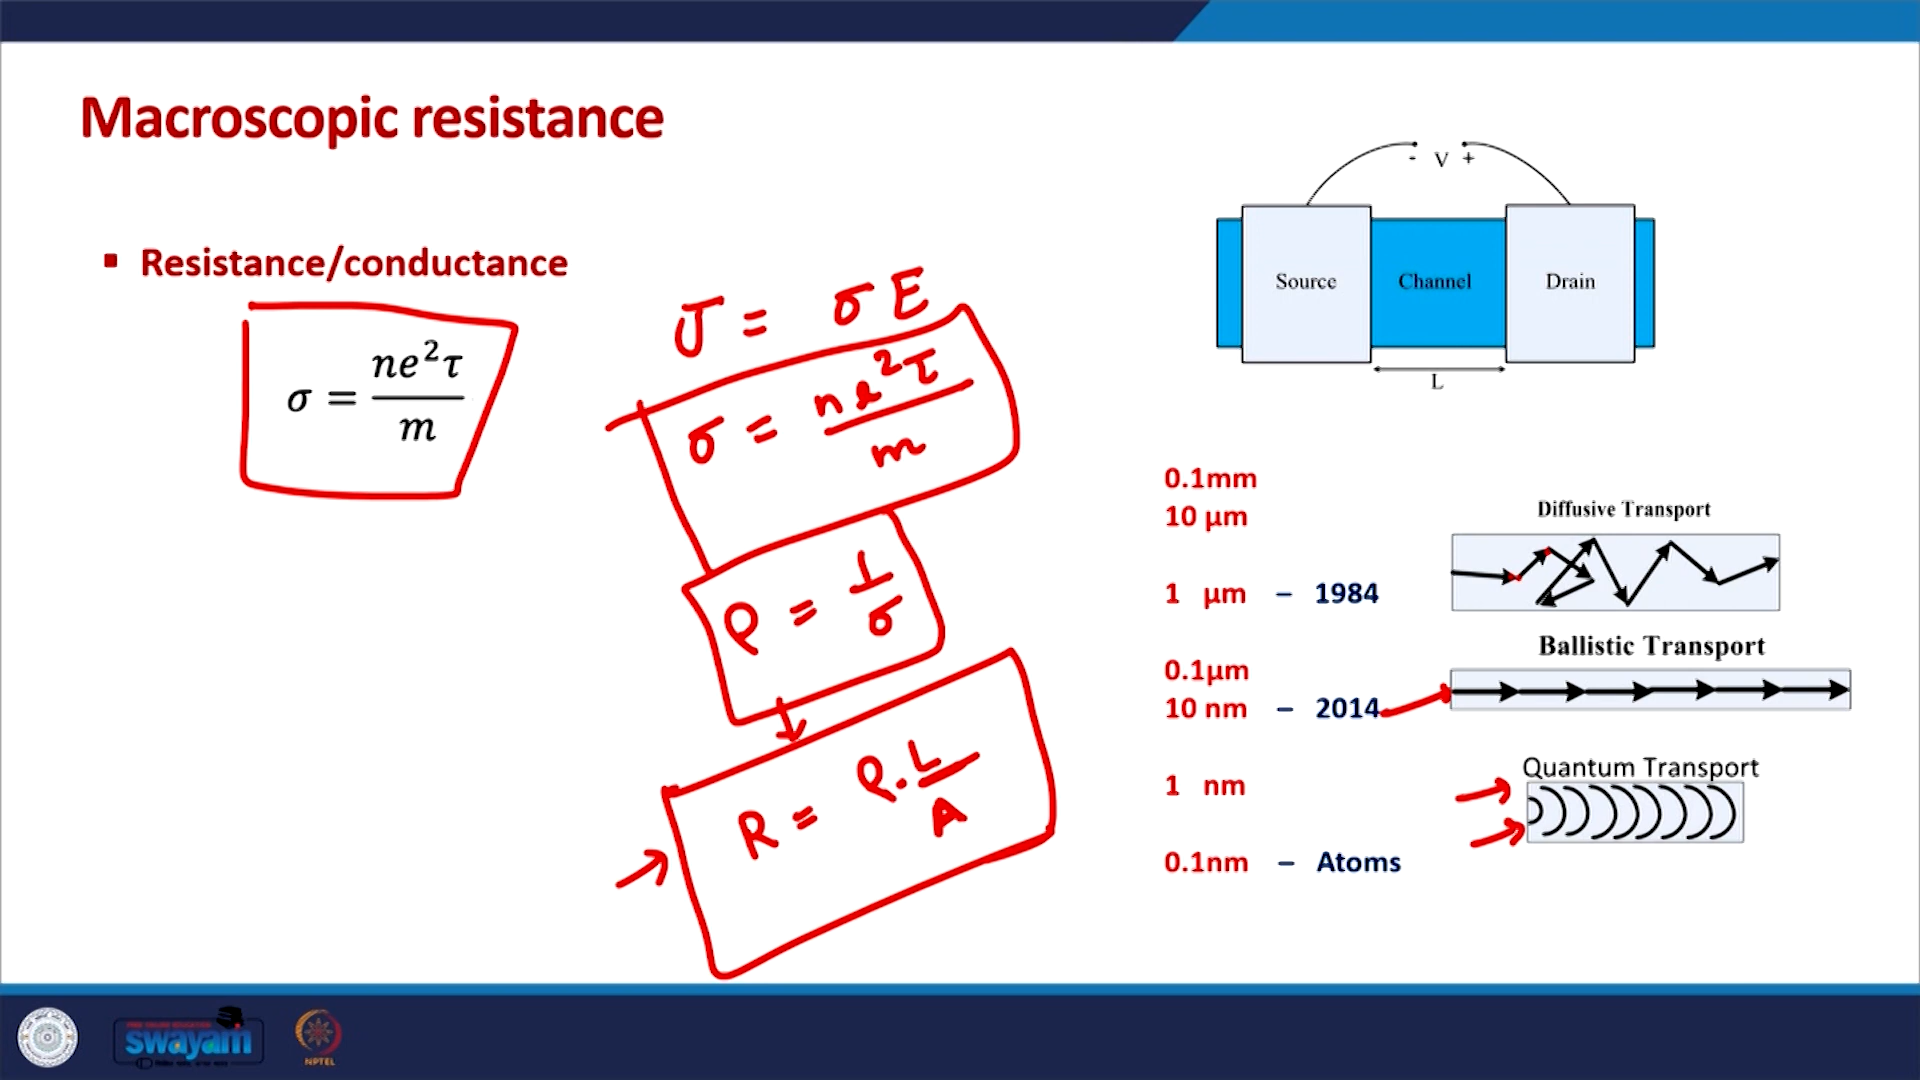 Macroscopic resistance
▪ Resistance/conductance
σ = ne²τ / m
J = σE
σ = ne²τ / m
ρ = 1 / σ
R = ρ. L / A
- V +
Source
Channel
Drain
L
0.1mm
10 µm
1 µm – 1984
0.1µm
10 nm – 2014
1 nm
0.1nm – Atoms
Diffusive Transport
Ballistic Transport
Quantum Transport
swayam
NPTEL